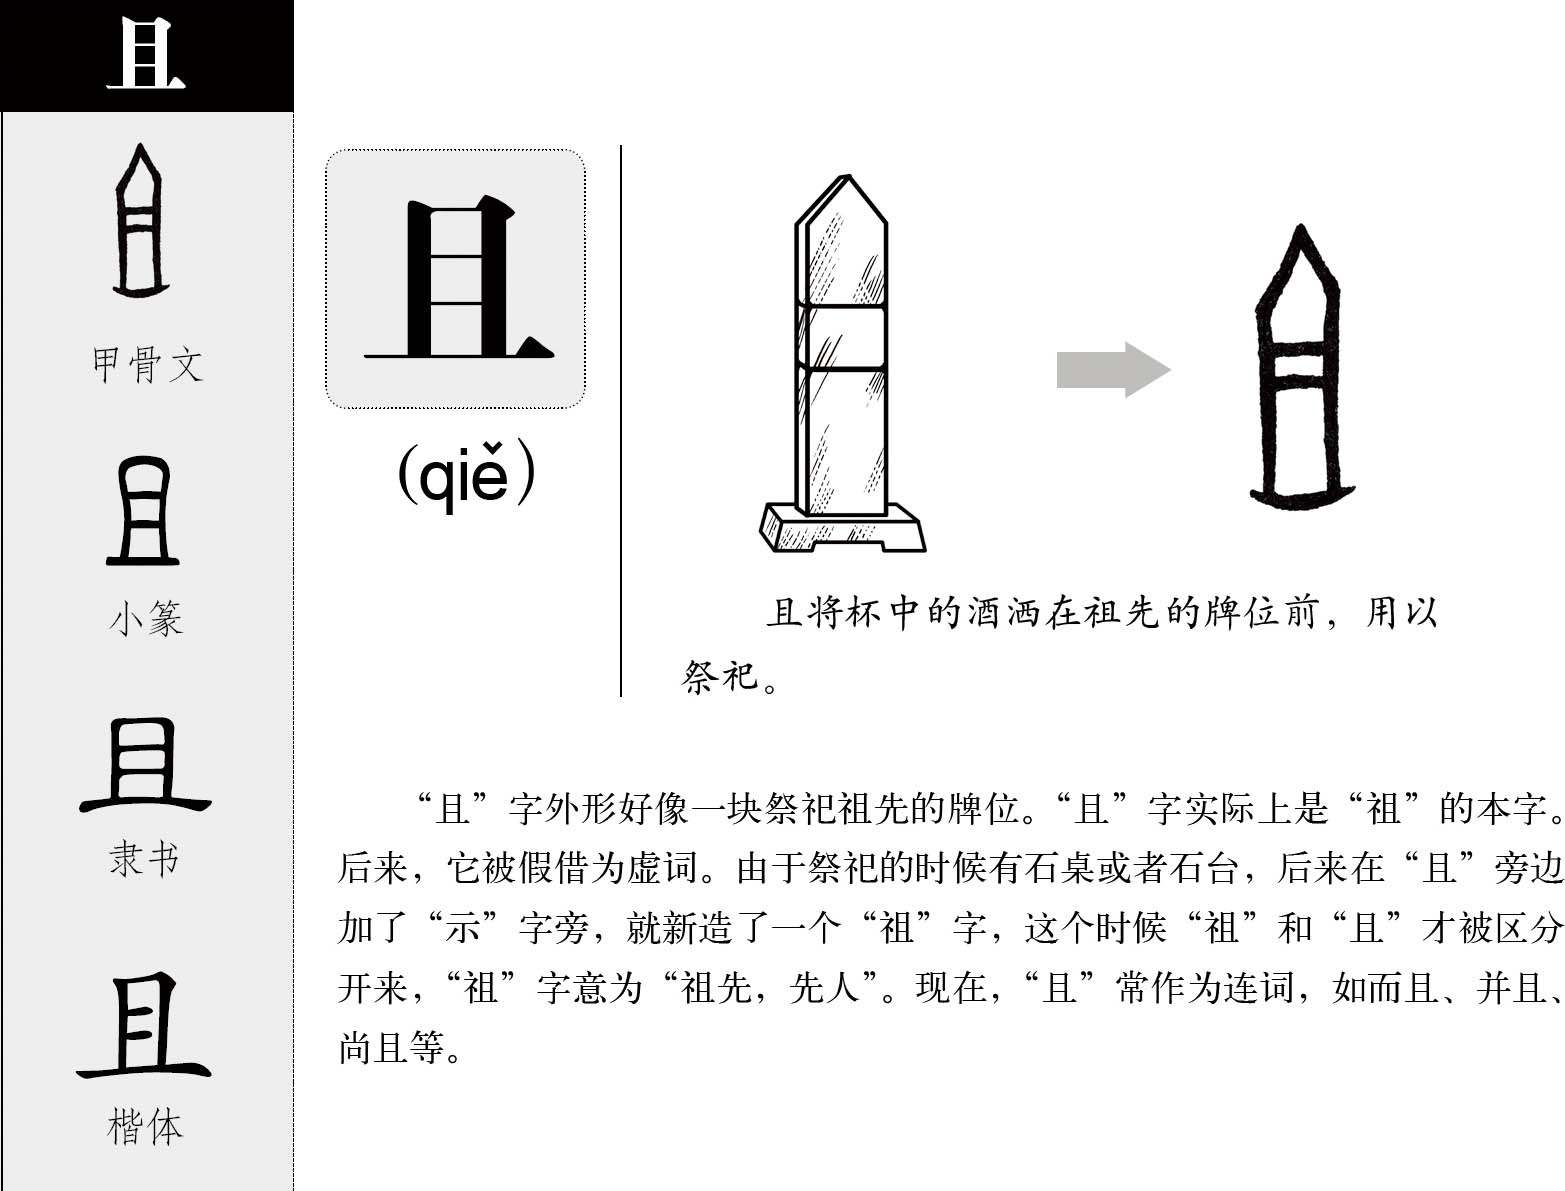 且
甲骨文
小篆
隶书
楷体
且
(qiě)
且将杯中的酒洒在祖先的牌位前，用以
祭祀。
“且”字外形好像一块祭祀祖先的牌位。“且”字实际上是“祖”的本字。
后来，它被假借为虚词。由于祭祀的时候有石桌或者石台，后来在“且”旁边
加了“示”字旁，就新造了一个“祖”字，这个时候“祖”和“且”才被区分
开来，“祖”字意为“祖先，先人”。现在，“且”常作为连词，如而且、并且、
尚且等。